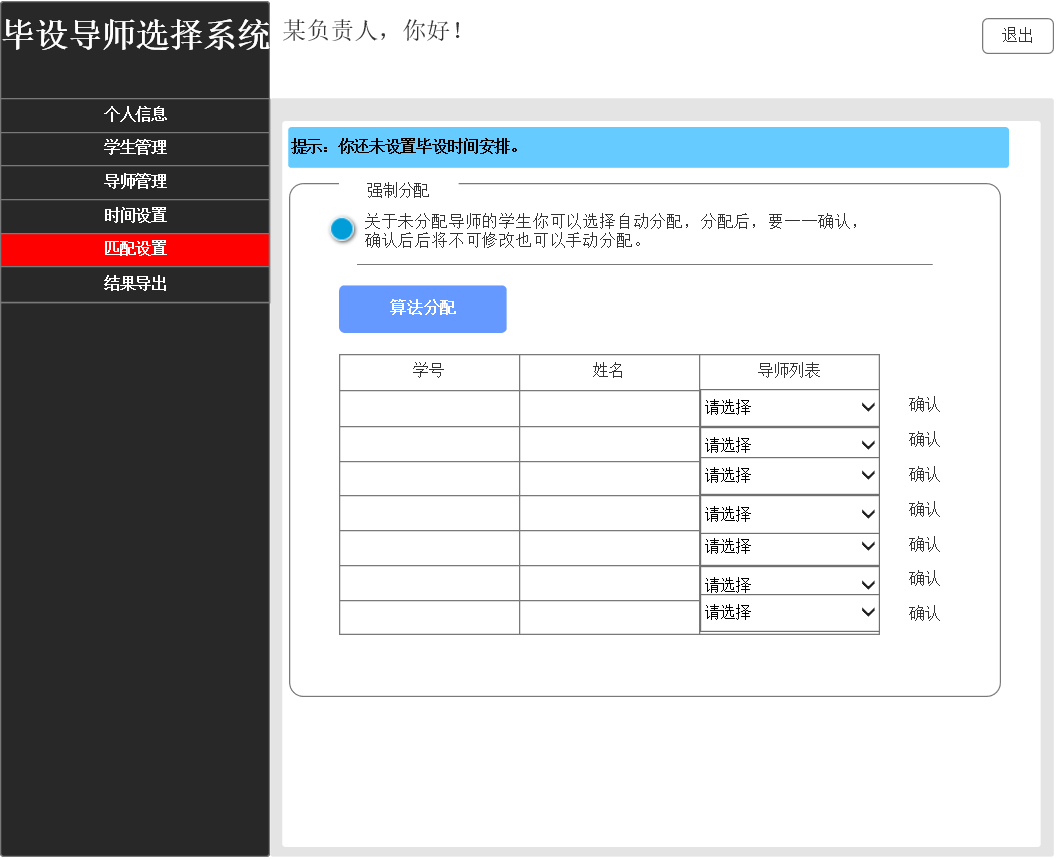 毕设导师选择系统
某负责人，你好！
退出
个人信息
学生管理
导师管理
时间设置
匹配设置
结果导出
提示：你还未设置毕设时间安排。
强制分配
关于未分配导师的学生你可以选择自动分配，分配后，要一一确认，
确认后后将不可修改也可以手动分配。
算法分配
学号 姓名 导师列表
请选择 确认
请选择 确认
请选择 确认
请选择 确认
请选择 确认
请选择 确认
请选择 确认